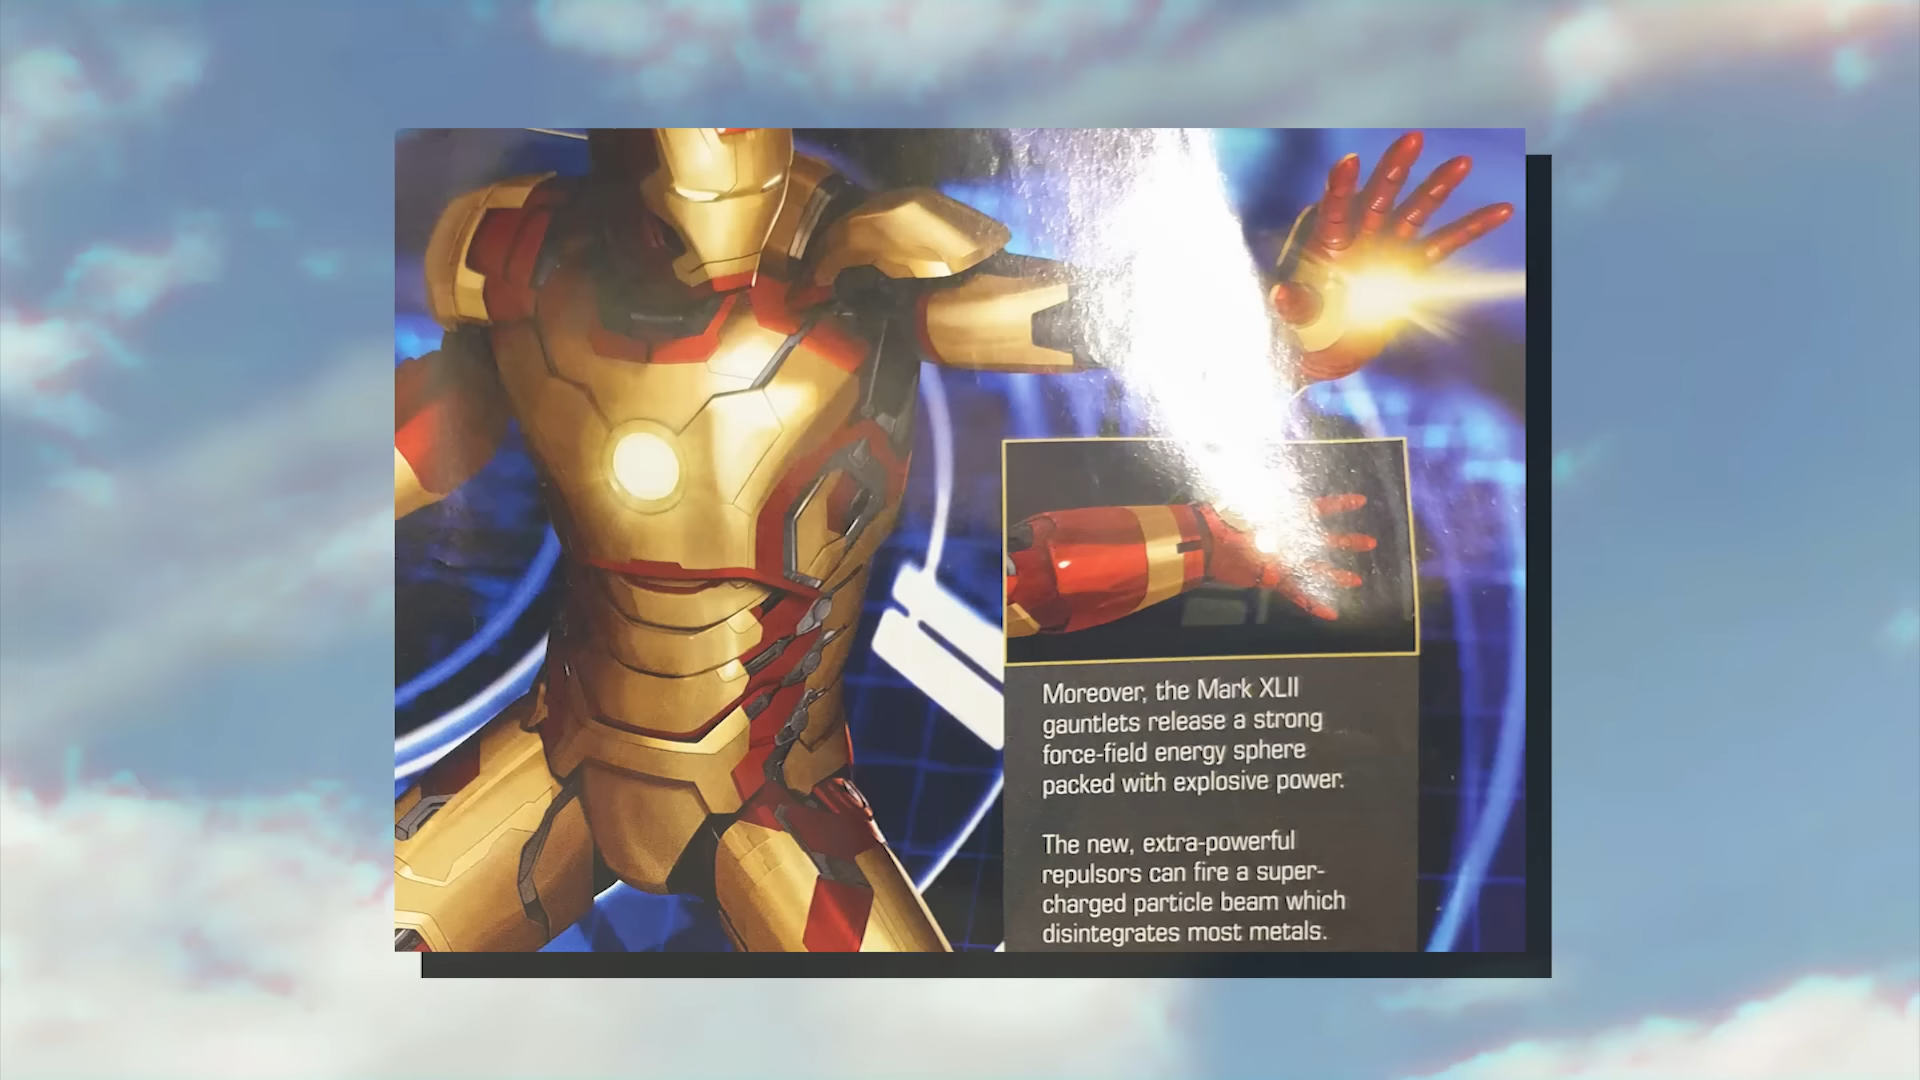 Moreover, the Mark XLII
gauntlets release a strong
force-field energy sphere
packed with explosive power.
The new, extra-powerful
repulsors can fire a super-
charged particle beam which
disintegrates most metals.